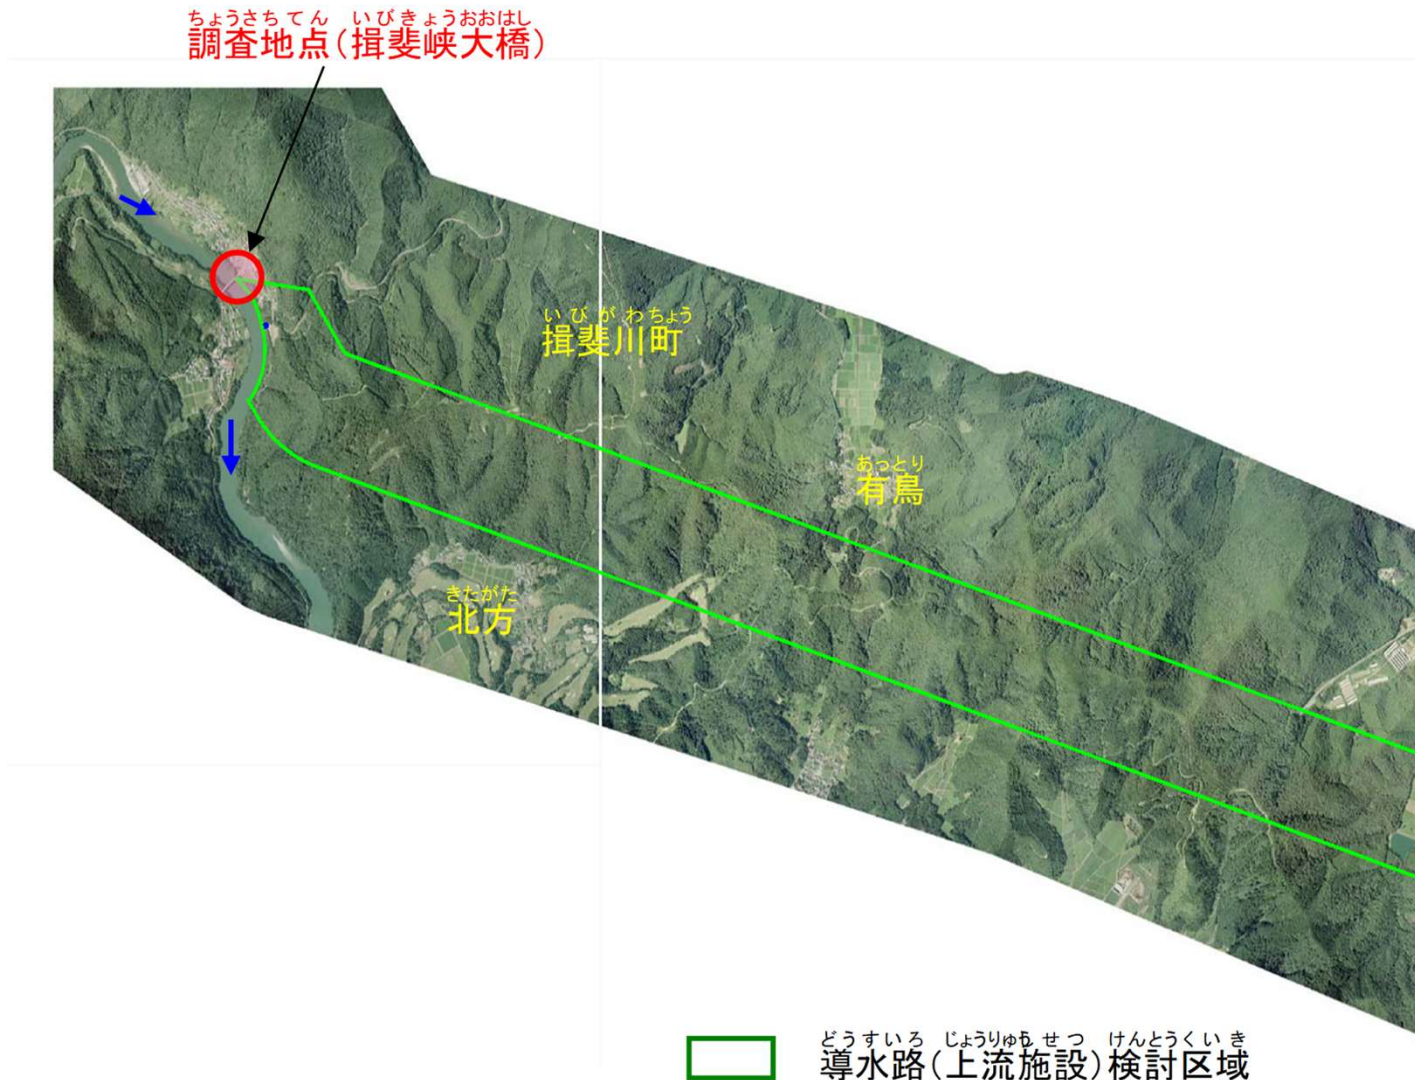 ちょうさちてん いびきょうおおはし
調査地点(揖斐峡大橋)
いびがわちょう
揖斐川町
あっとり
有鳥
きたがた
北方
どうすいろ じょうりゅうしせつ けんとうくいき
導水路(上流施設)検討区域